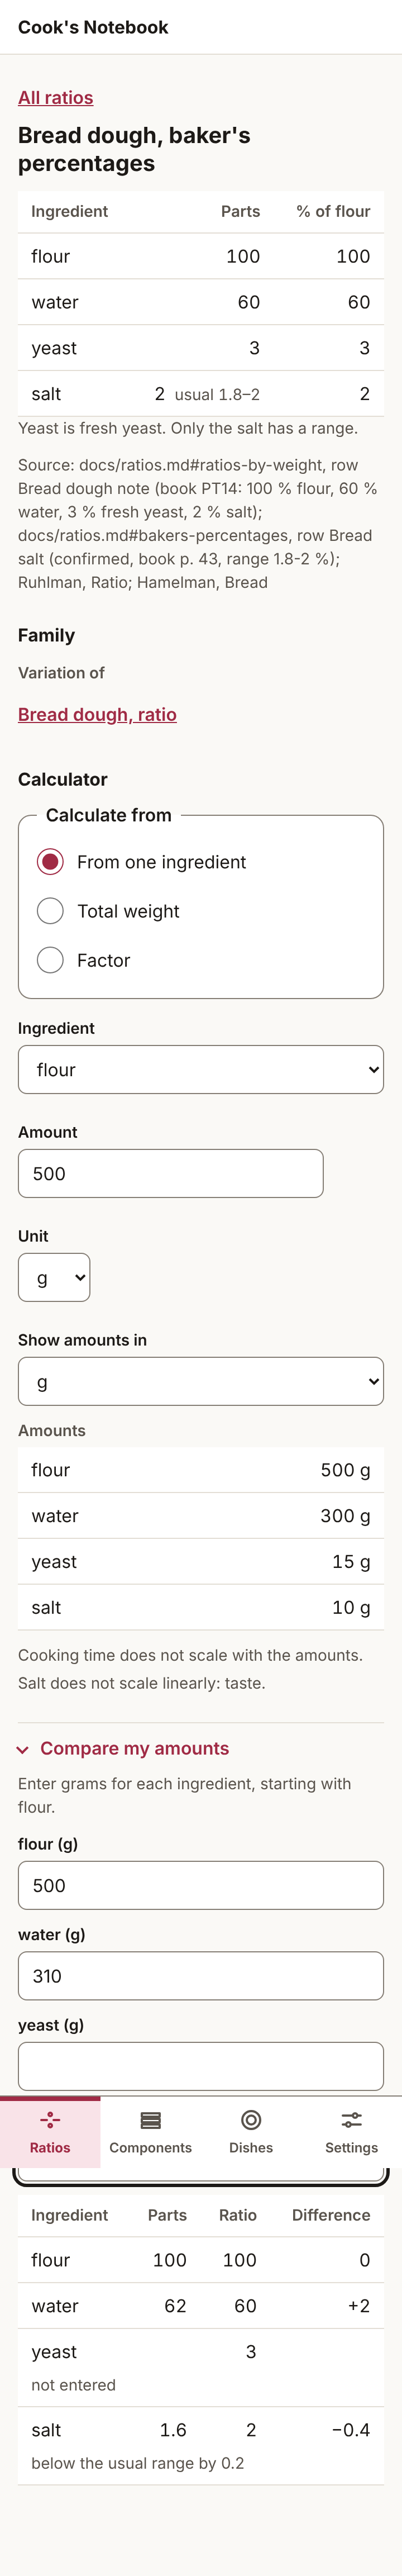 Cook's Notebook
All ratios
Bread dough, baker's
percentages
Ingredient Parts % of flour
flour 100 100
water 60 60
yeast 3 3
salt 2 usual 1.8–2 2
Yeast is fresh yeast. Only the salt has a range.
Source: docs/ratios.md#ratios-by-weight, row
Bread dough note (book PT14: 100 % flour, 60 %
water, 3 % fresh yeast, 2 % salt);
docs/ratios.md#bakers-percentages, row Bread
salt (confirmed, book p. 43, range 1.8-2 %);
Ruhlman, Ratio; Hamelman, Bread
Family
Variation of
Bread dough, ratio
Calculator
Calculate from
From one ingredient
Total weight
Factor
Ingredient
flour
Amount
500
Unit
g
Show amounts in
g
Amounts
flour 500 g
water 300 g
yeast 15 g
salt 10 g
Cooking time does not scale with the amounts.
Salt does not scale linearly: taste.
Compare my amounts
Enter grams for each ingredient, starting with
flour.
flour (g)
500
water (g)
310
yeast (g)
Ratios Components Dishes Settings
Ingredient Parts Ratio Difference
flour 100 100 0
water 62 60 +2
yeast 3
not entered
salt 1.6 2 −0.4
below the usual range by 0.2